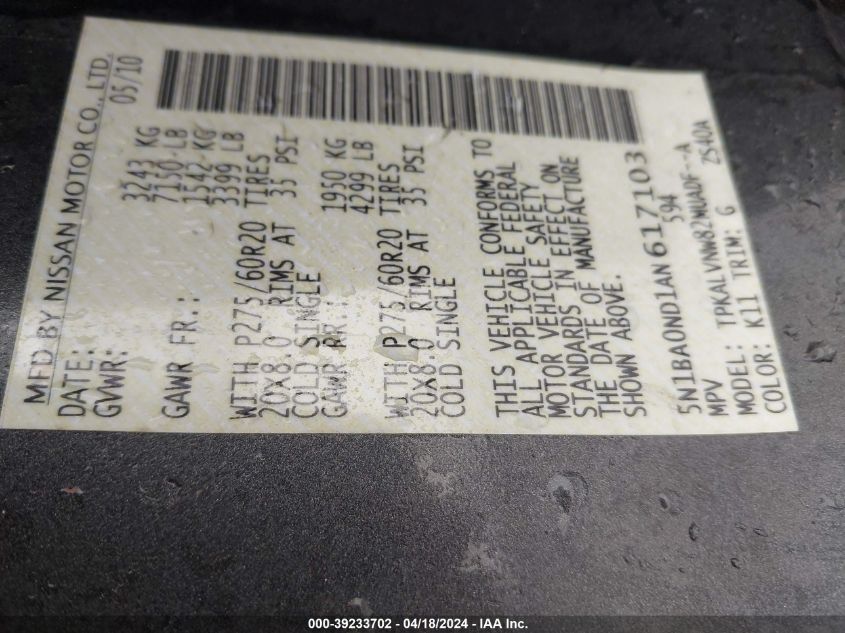 MFD BY NISSAN MOTOR CO., LTD.
DATE: 05/10
GVWR: 3243 KG
7150 LB
GAWR FR.: 1542 KG
3399 LB
WITH P275/60R20 TIRES
20X8.0 RIMS AT 35 PSI
COLD SINGLE
GAWR RR.: 1950 KG
4299 LB
WITH P275/60R20 TIRES
20X8.0 RIMS AT 35 PSI
COLD SINGLE
THIS VEHICLE CONFORMS TO
ALL APPLICABLE FEDERAL
MOTOR VEHICLE SAFETY
STANDARDS IN EFFECT ON
THE DATE OF MANUFACTURE
SHOWN ABOVE.
5N1BA0ND1AN617103
MPV 594
MODEL: TPKALVNW82MUADF--A
COLOR: K11 TRIM: G ZS40A
000-39233702 - 04/18/2024 - IAA Inc.